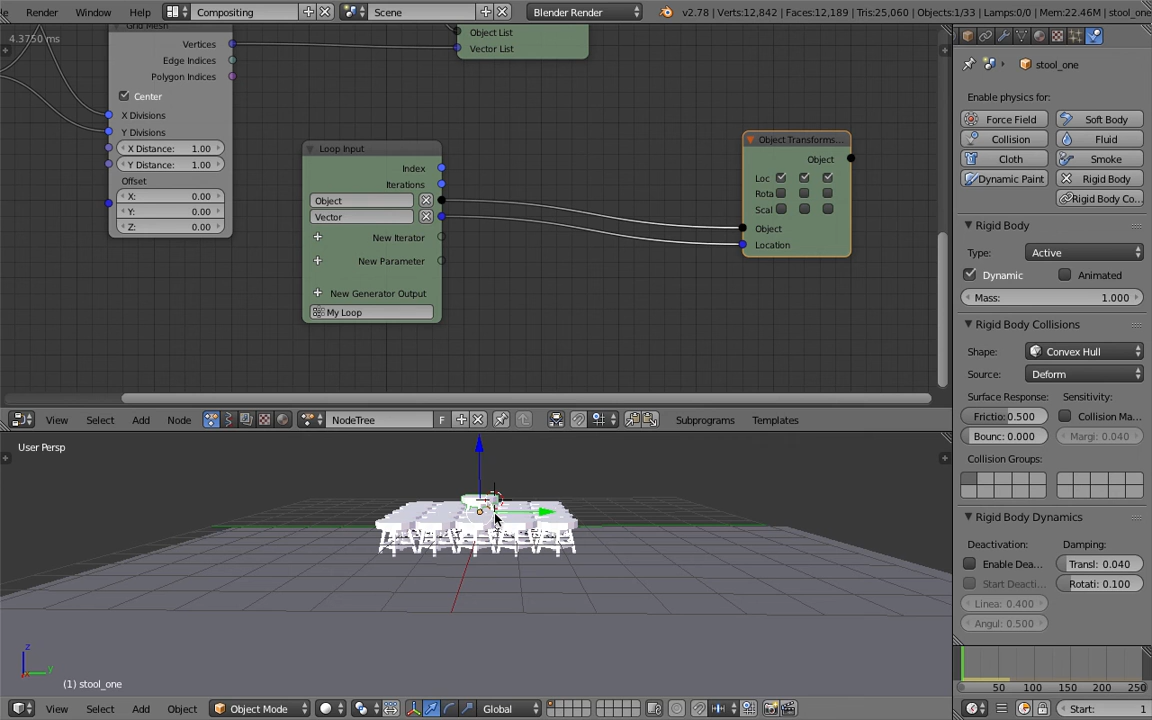 Render Window Help Compositing Scene Blender Render v2.78 | Verts:12,842 | Faces:12,189 | Tris:25,060 | Objects:1/33 | Lamps:0/0 | Mem:22.46M | stool_one
4.3750 ms
Grid Mesh
Vertices
Edge Indices
Polygon Indices
Center
X Divisions
Y Divisions
X Distance: 1.00
Y Distance: 1.00
Offset
X: 0.00
Y: 0.00
Z: 0.00
Object List
Vector List
Loop Input
Index
Iterations
Object
Vector
New Iterator
New Parameter
New Generator Output
My Loop
Object Transforms...
Object
Loc
Rota
Scal
Object
Location
View Select Add Node NodeTree F Subprograms Templates
User Persp
z
y
(1) stool_one
View Select Add Object Object Mode Global
stool_one
Enable physics for:
Force Field Soft Body
Collision Fluid
Cloth Smoke
Dynamic Paint Rigid Body
Rigid Body Co...
Rigid Body
Type: Active
Dynamic Animated
Mass: 1.000
Rigid Body Collisions
Shape: Convex Hull
Source: Deform
Surface Response: Sensitivity:
Frictio:0.500 Collision Ma...
Bounc: 0.000 Margi: 0.040
Collision Groups:
Rigid Body Dynamics
Deactivation: Damping:
Enable Dea... Transl: 0.040
Start Deacti... Rotati: 0.100
Linea: 0.400
Angul: 0.500
50 100 150 200 250
Start: 1